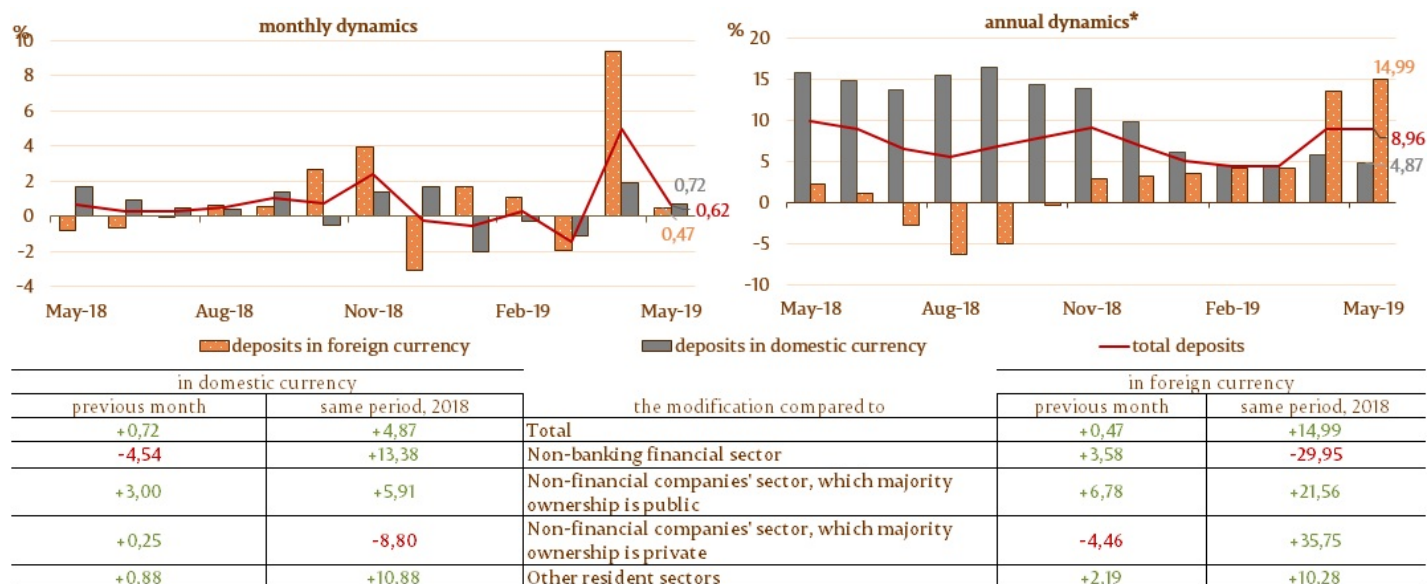 monthly dynamics
%
10
8
6
4
2
0
-2
-4
0,72
0,62
0,47
May-18 Aug-18 Nov-18 Feb-19 May-19
annual dynamics*
%
20
15
10
5
0
-5
-10
14,99
8,96
4,87
May-18 Aug-18 Nov-18 Feb-19 May-19
deposits in foreign currency deposits in domestic currency total deposits
in domestic currency in foreign currency
previous month same period, 2018 the modification compared to previous month same period, 2018
+0,72 +4,87 Total +0,47 +14,99
-4,54 +13,38 Non-banking financial sector +3,58 -29,95
+3,00 +5,91 Non-financial companies' sector, which majority
ownership is public +6,78 +21,56
+0,25 -8,80 Non-financial companies' sector, which majority
ownership is private -4,46 +35,75
+0,88 +10,88 Other resident sectors +2,19 +10,28